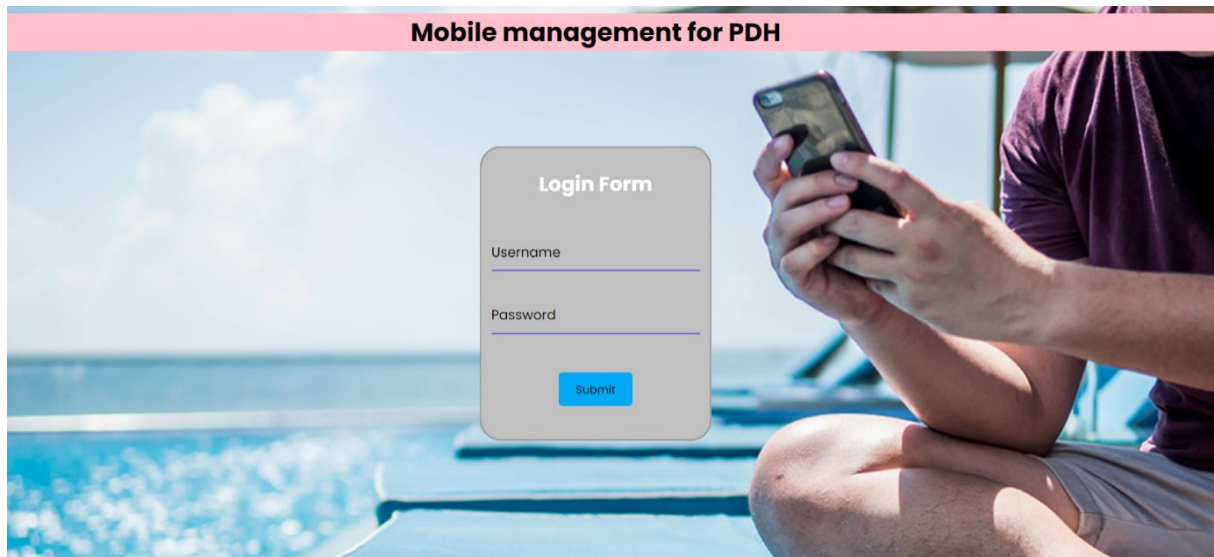 Mobile management for PDH
Login Form
Username
Password
Submit